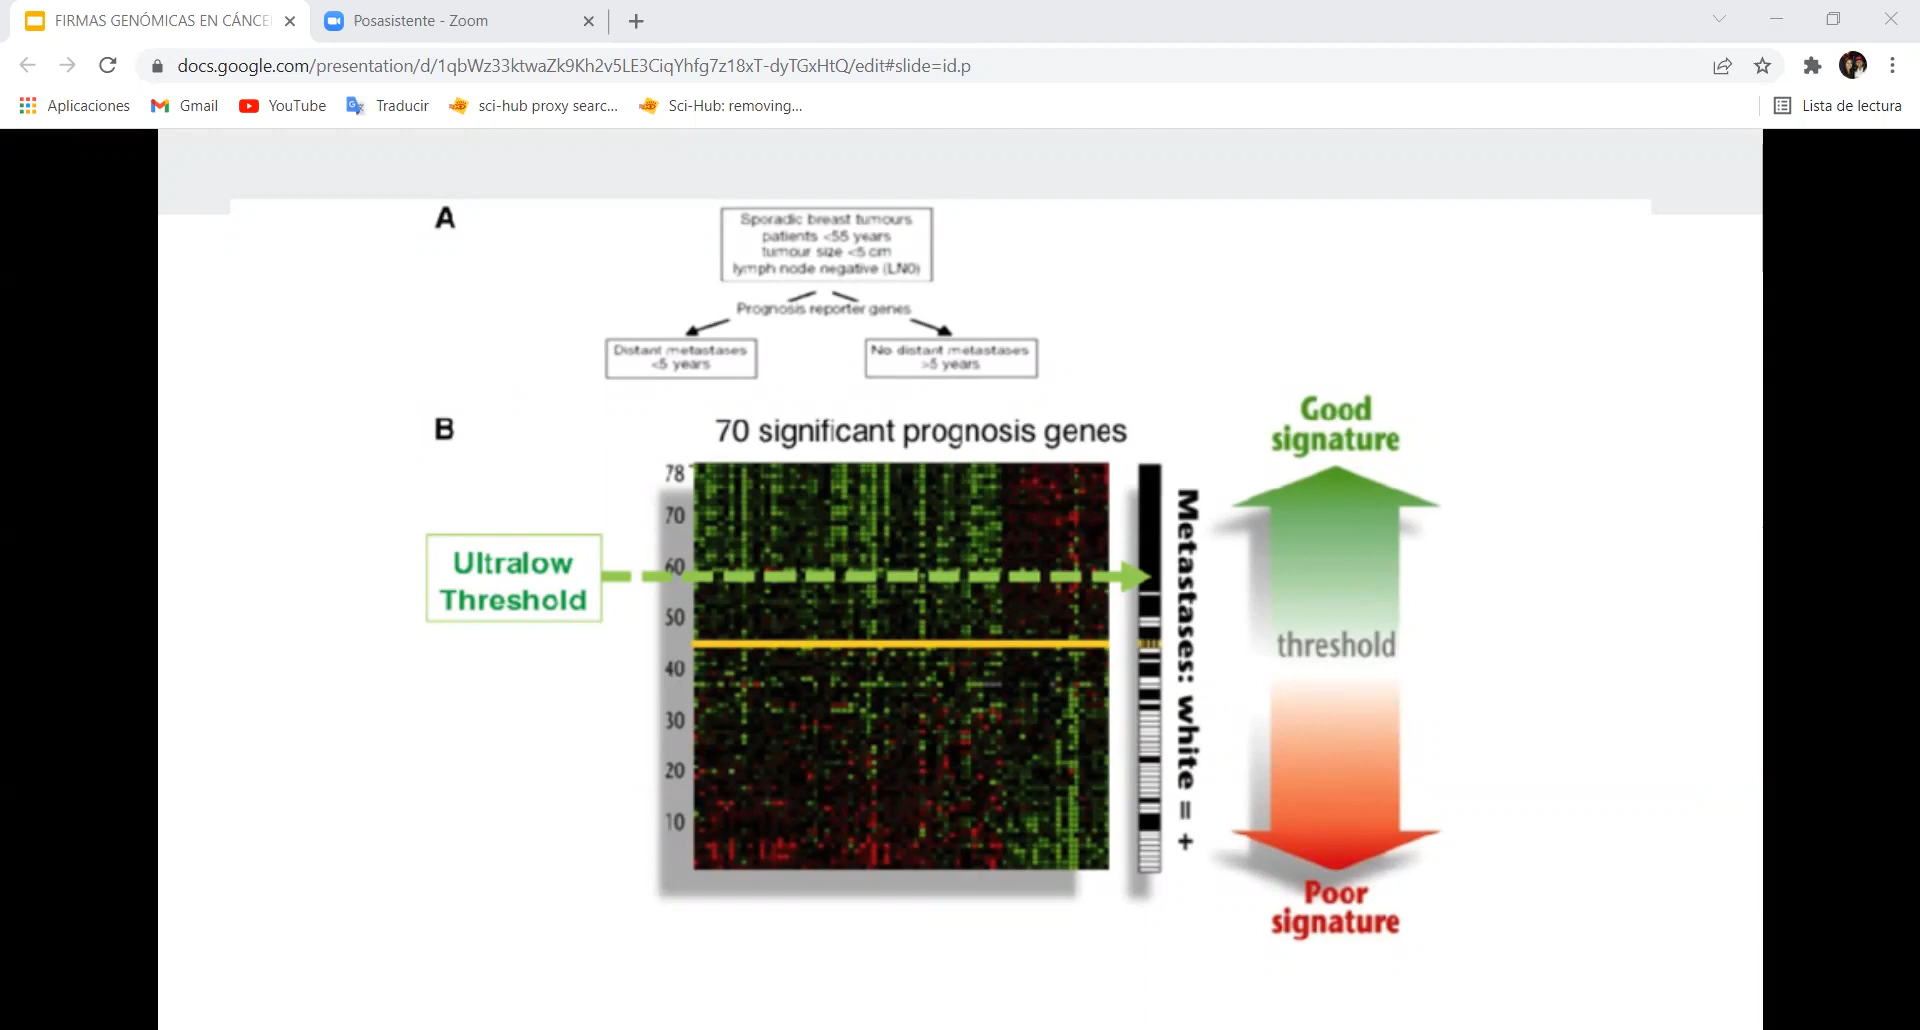 FIRMAS GENÓMICAS EN CÁNCE
Posasistente - Zoom
docs.google.com/presentation/d/1qbWz33ktwaZk9Kh2v5LE3CiqYhfg7z18xT-dyTGxHtQ/edit#slide=id.p
Aplicaciones
Gmail
YouTube
Traducir
sci-hub proxy searc...
Sci-Hub: removing...
Lista de lectura
A
Sporadic breast tumours
patients <55 years
tumour size <5 cm
lymph node negative (LN0)
Prognosis reporter genes
Distant metastases
<5 years
No distant metastases
>5 years
B
70 significant prognosis genes
78
70
60
50
40
30
20
10
Ultralow
Threshold
Metastases: white = +
Good
signature
threshold
Poor
signature